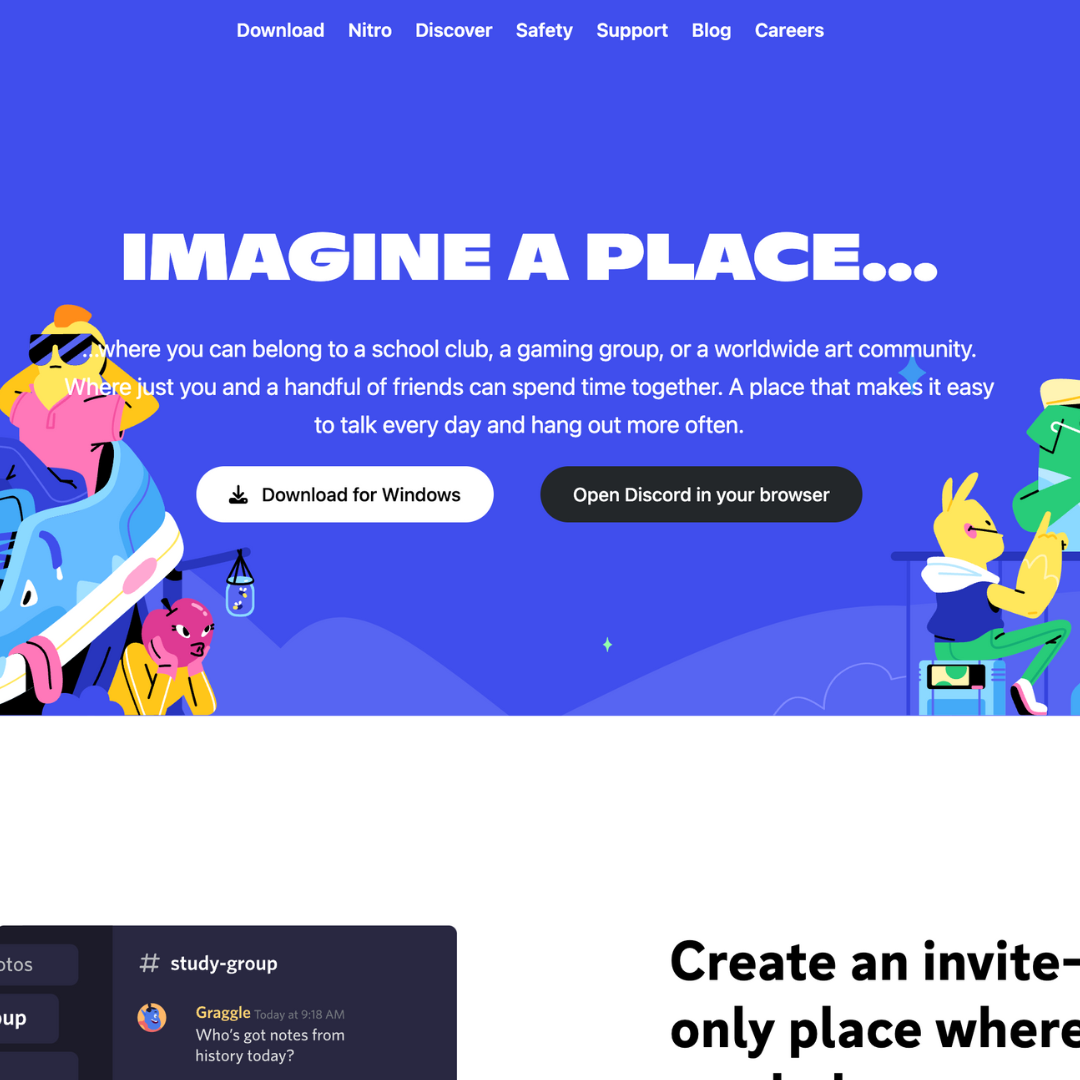 Download Nitro Discover Safety Support Blog Careers
IMAGINE A PLACE...
...where you can belong to a school club, a gaming group, or a worldwide art community.
Where just you and a handful of friends can spend time together. A place that makes it easy
to talk every day and hang out more often.
Download for Windows
Open Discord in your browser
# study-group
Graggle Today at 9:18 AM
Who's got notes from
history today?
Create an invite-
only place where